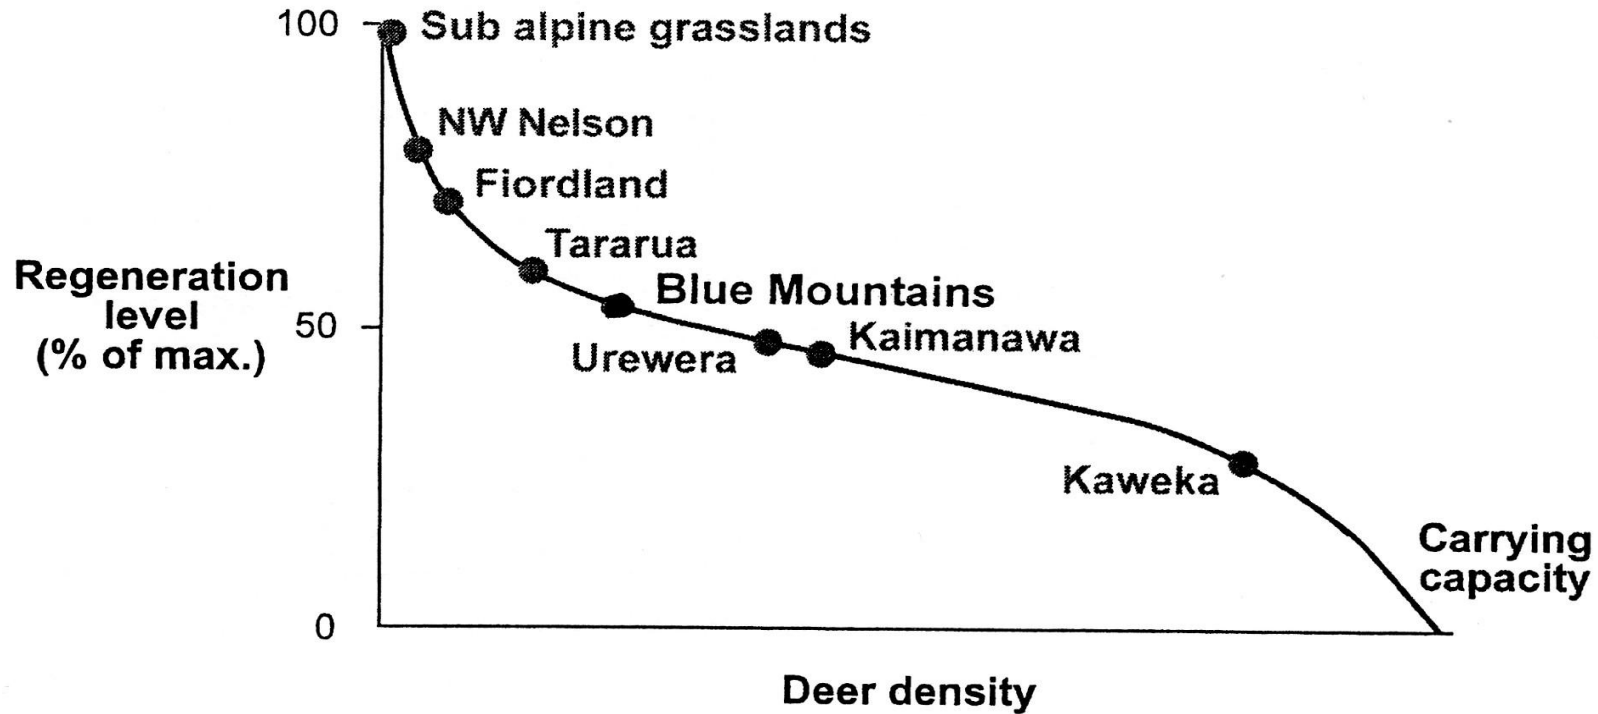 100
Sub alpine grasslands
NW Nelson
Fiordland
Tararua
Regeneration
level
(% of max.)
Blue Mountains
50
Kaimanawa
Urewera
Kaweka
Carrying
capacity
0
Deer density